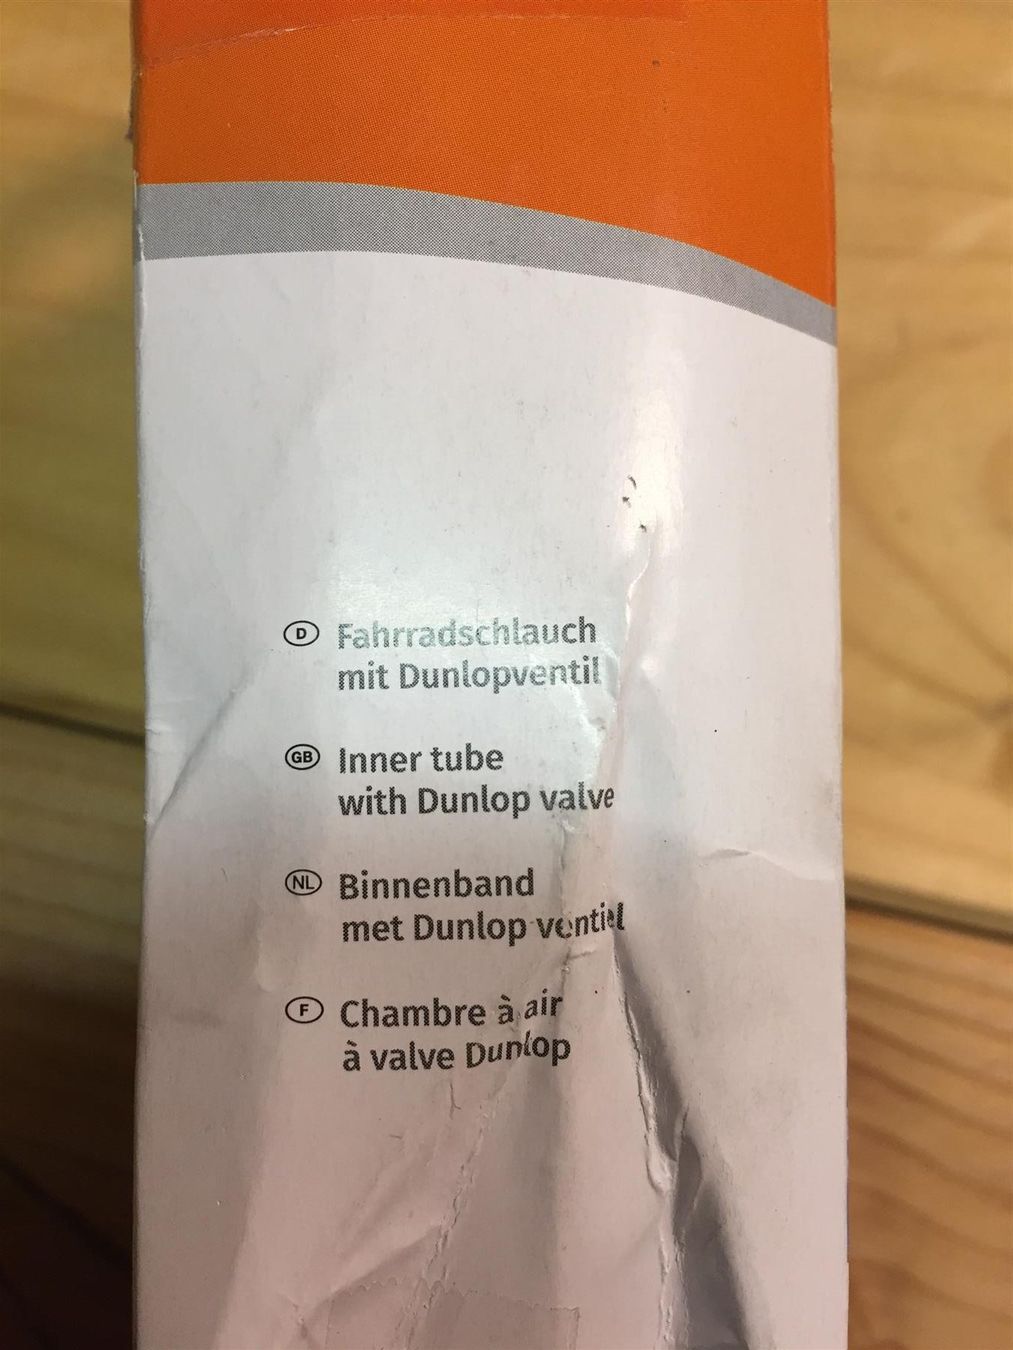 D Fahrradschlauch
mit Dunlopventil
GB Inner tube
with Dunlop valve
NL Binnenband
met Dunlop ventiel
F Chambre à air
à valve Dunlop